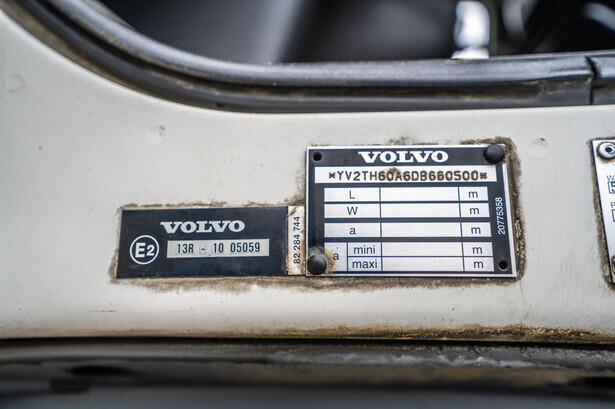 VOLVO
E2
13R - 10 05059
82 284 744
VOLVO
*YV2TH60A6DB660500*
L m
W m
a m
a mini m
maxi m
20775358